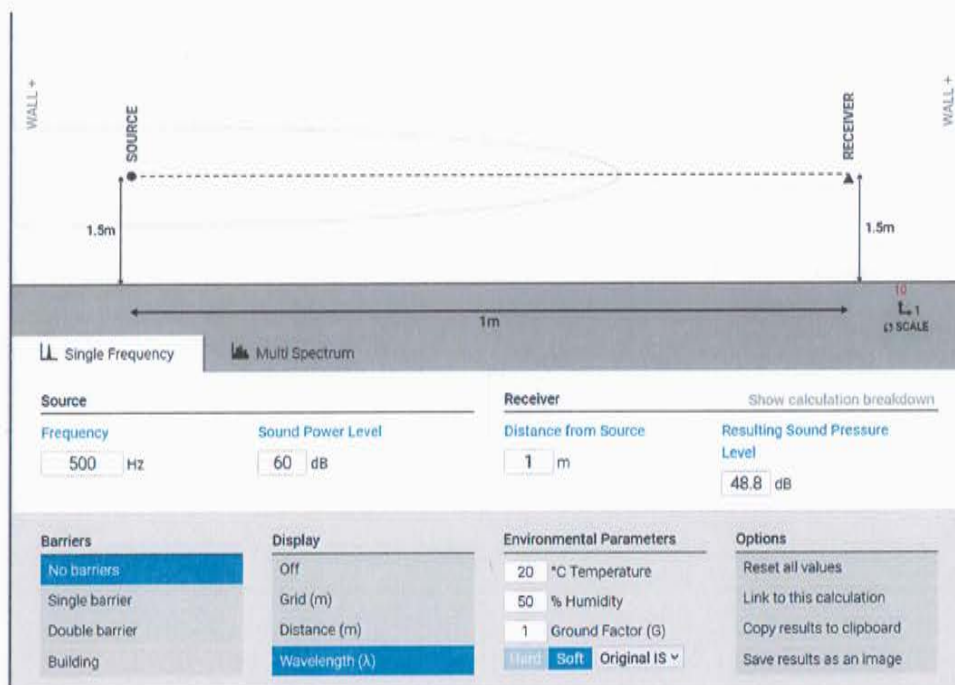 WALL +
SOURCE
RECEIVER
WALL +
1.5m
1.5m
1m
10
1
SCALE
Single Frequency
Multi Spectrum
Source
Frequency
Sound Power Level
500 Hz
60 dB
Receiver
Show calculation breakdown
Distance from Source
Resulting Sound Pressure
Level
1 m
48.8 dB
Barriers
No barriers
Single barrier
Double barrier
Building
Display
Off
Grid (m)
Distance (m)
Wavelength (λ)
Environmental Parameters
20 °C Temperature
50 % Humidity
1 Ground Factor (G)
Hard Soft Original IS
Options
Reset all values
Link to this calculation
Copy results to clipboard
Save results as an image